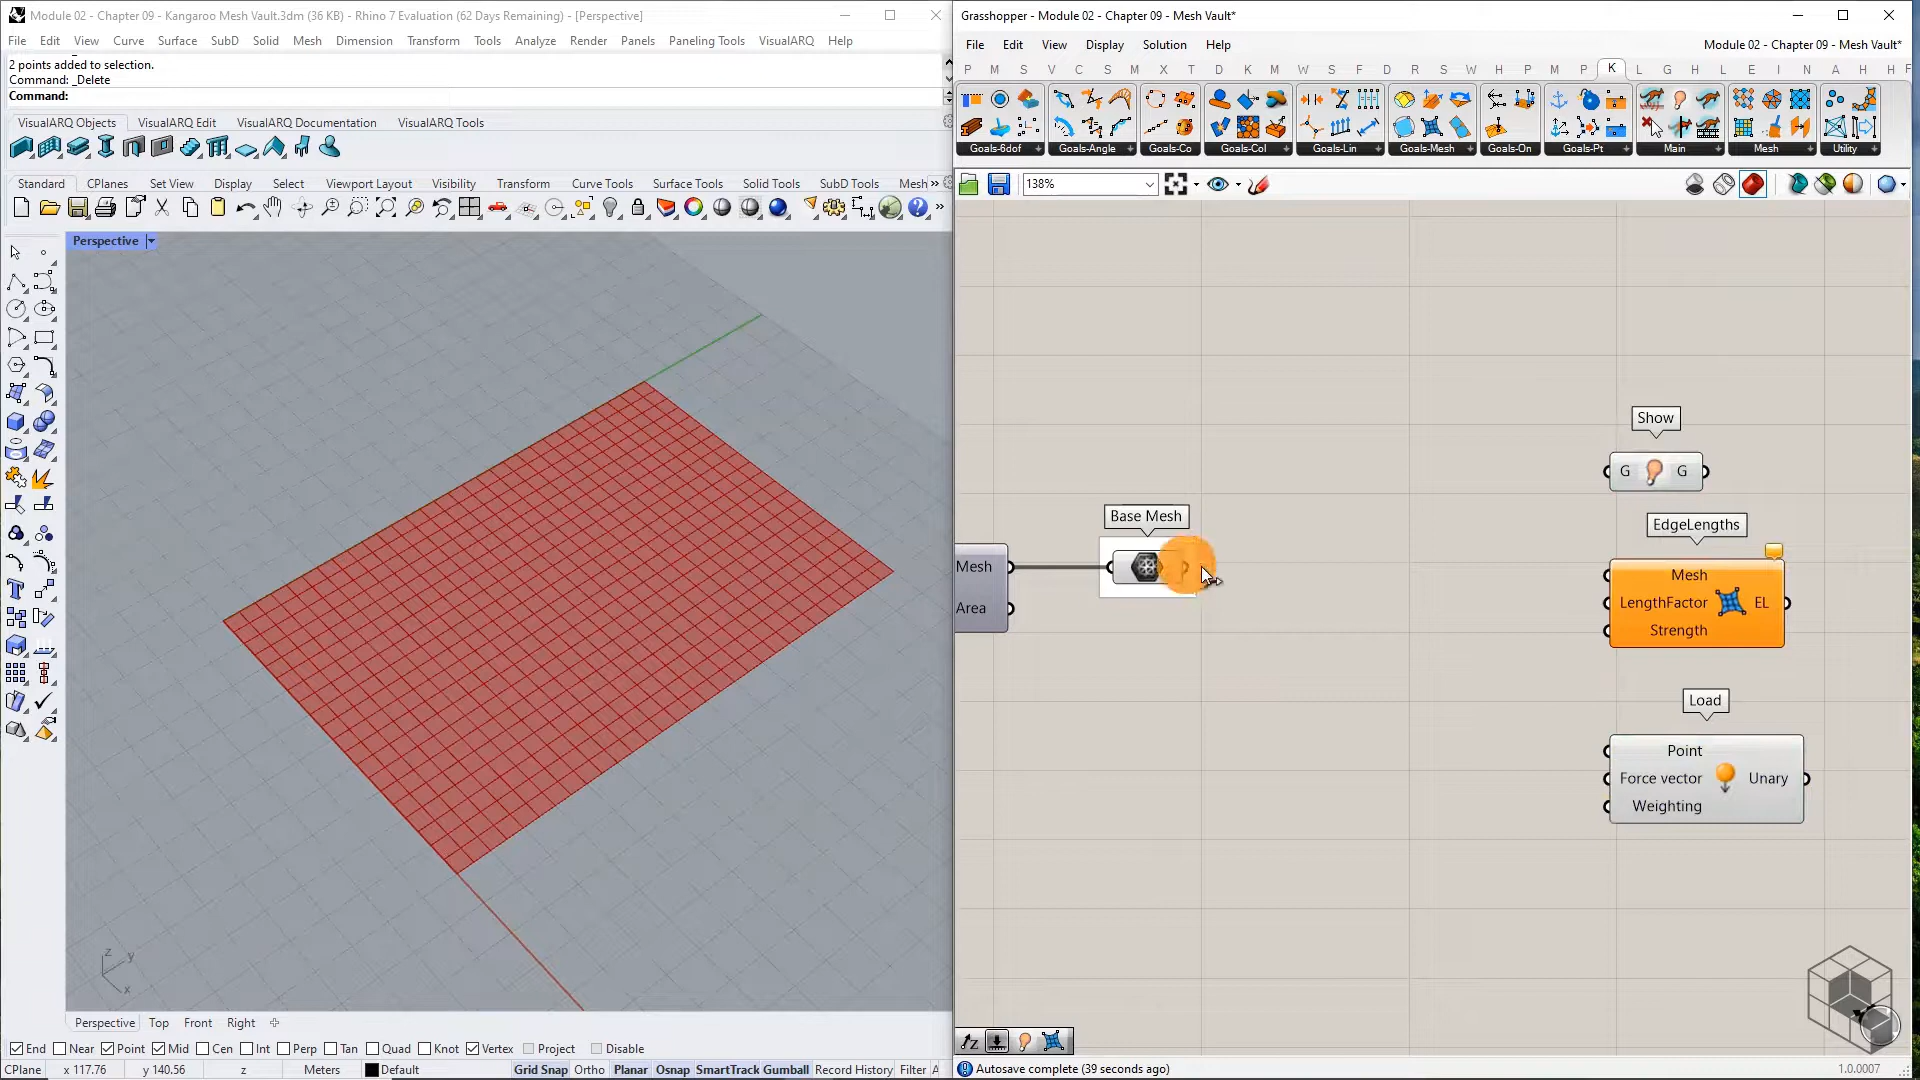 Module 02 - Chapter 09 - Kangaroo Mesh Vault.3dm (36 KB) - Rhino 7 Evaluation (62 Days Remaining) - [Perspective]
File Edit View Curve Surface SubD Solid Mesh Dimension Transform Tools Analyze Render Panels Paneling Tools VisualARQ Help
2 points added to selection.
Command: _Delete
Command:
VisualARQ Objects VisualARQ Edit VisualARQ Documentation VisualARQ Tools
Standard CPlanes Set View Display Select Viewport Layout Visibility Transform Curve Tools Surface Tools Solid Tools SubD Tools Mesh »
Perspective
z y x
Perspective Top Front Right
End Near Point Mid Cen Int Perp Tan Quad Knot Vertex Project Disable
CPlane x 117.76 y 140.56 z Meters Default Grid Snap Ortho Planar Osnap SmartTrack Gumball Record History Filter A
Grasshopper - Module 02 - Chapter 09 - Mesh Vault*
File Edit View Display Solution Help Module 02 - Chapter 09 - Mesh Vault*
P M S V C S M X T D K M W S F D R S W H P M P K L G L E I N A H H F
Goals-6dof Goals-Angle Goals-Co Goals-Col Goals-Lin Goals-Mesh Goals-On Goals-Pt Main Mesh Utility
138%
Show
G G
Base Mesh
EdgeLengths
Mesh
Area
Mesh
LengthFactor EL
Strength
Load
Point
Force vector Unary
Weighting
Autosave complete (39 seconds ago) 1.0.0007